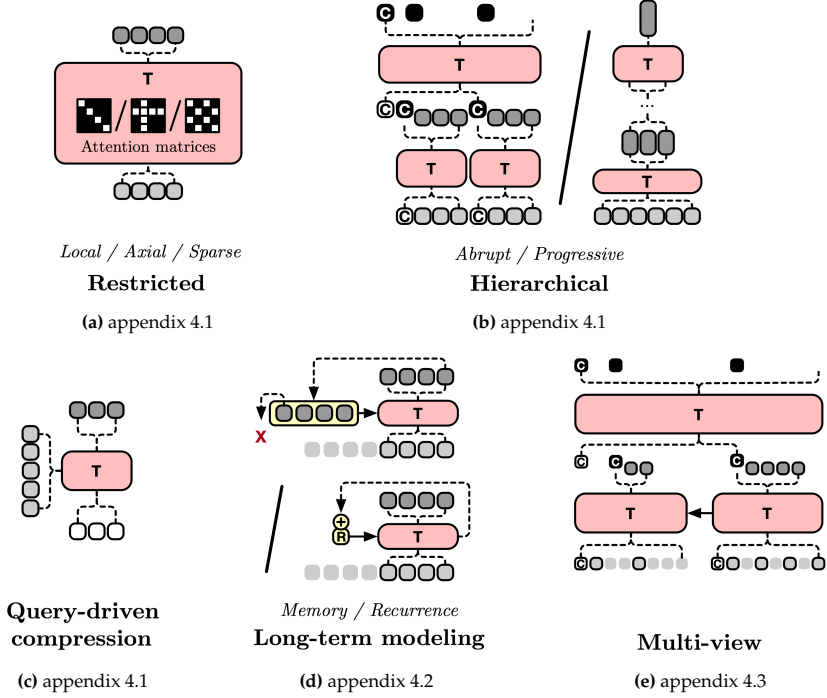 C
T
Attention matrices
Local / Axial / Sparse
Restricted
(a) appendix 4.1
T
C C C
T T
C C
T
...
T
Abrupt / Progressive
Hierarchical
(b) appendix 4.1
T
Query-driven
compression
(c) appendix 4.1
T
X
+
R T
Memory / Recurrence
Long-term modeling
(d) appendix 4.2
C
T
C C C
T T
C C
Multi-view
(e) appendix 4.3